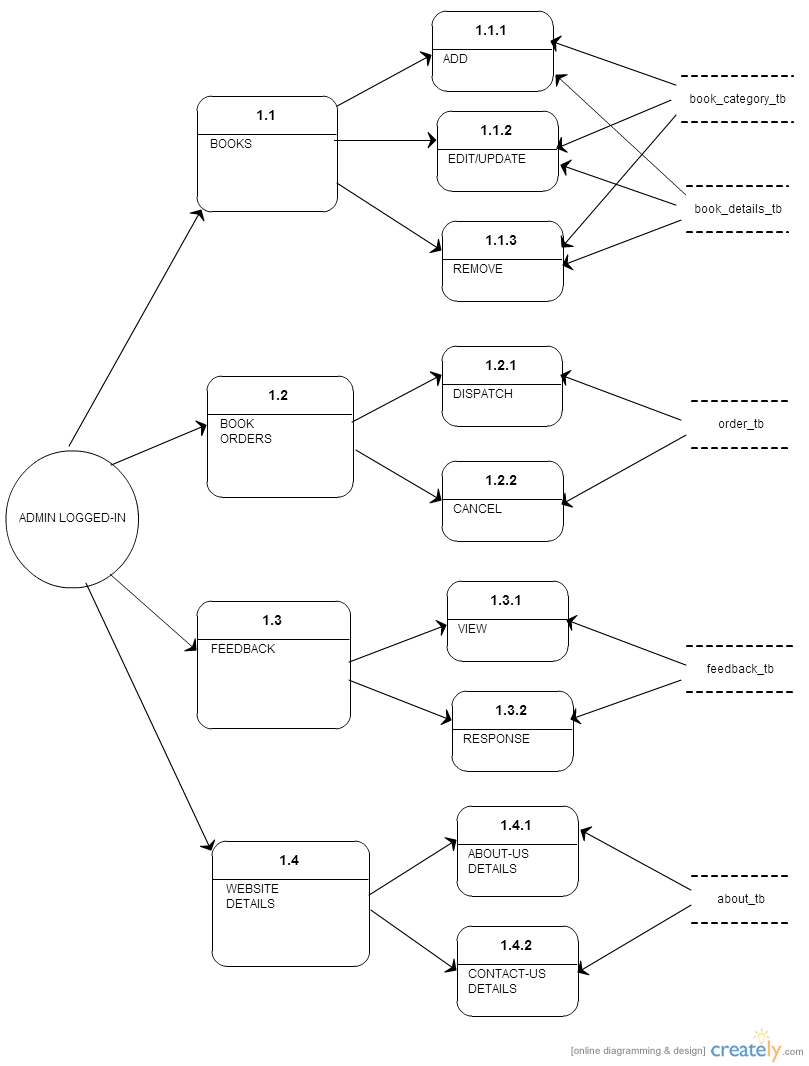 1.1.1
ADD
1.1
BOOKS
1.1.2
EDIT/UPDATE
1.1.3
REMOVE
book_category_tb
book_details_tb
1.2
BOOK
ORDERS
1.2.1
DISPATCH
1.2.2
CANCEL
order_tb
ADMIN LOGGED-IN
1.3
FEEDBACK
1.3.1
VIEW
1.3.2
RESPONSE
feedback_tb
1.4
WEBSITE
DETAILS
1.4.1
ABOUT-US
DETAILS
1.4.2
CONTACT-US
DETAILS
about_tb
[online diagramming & design] creately.com